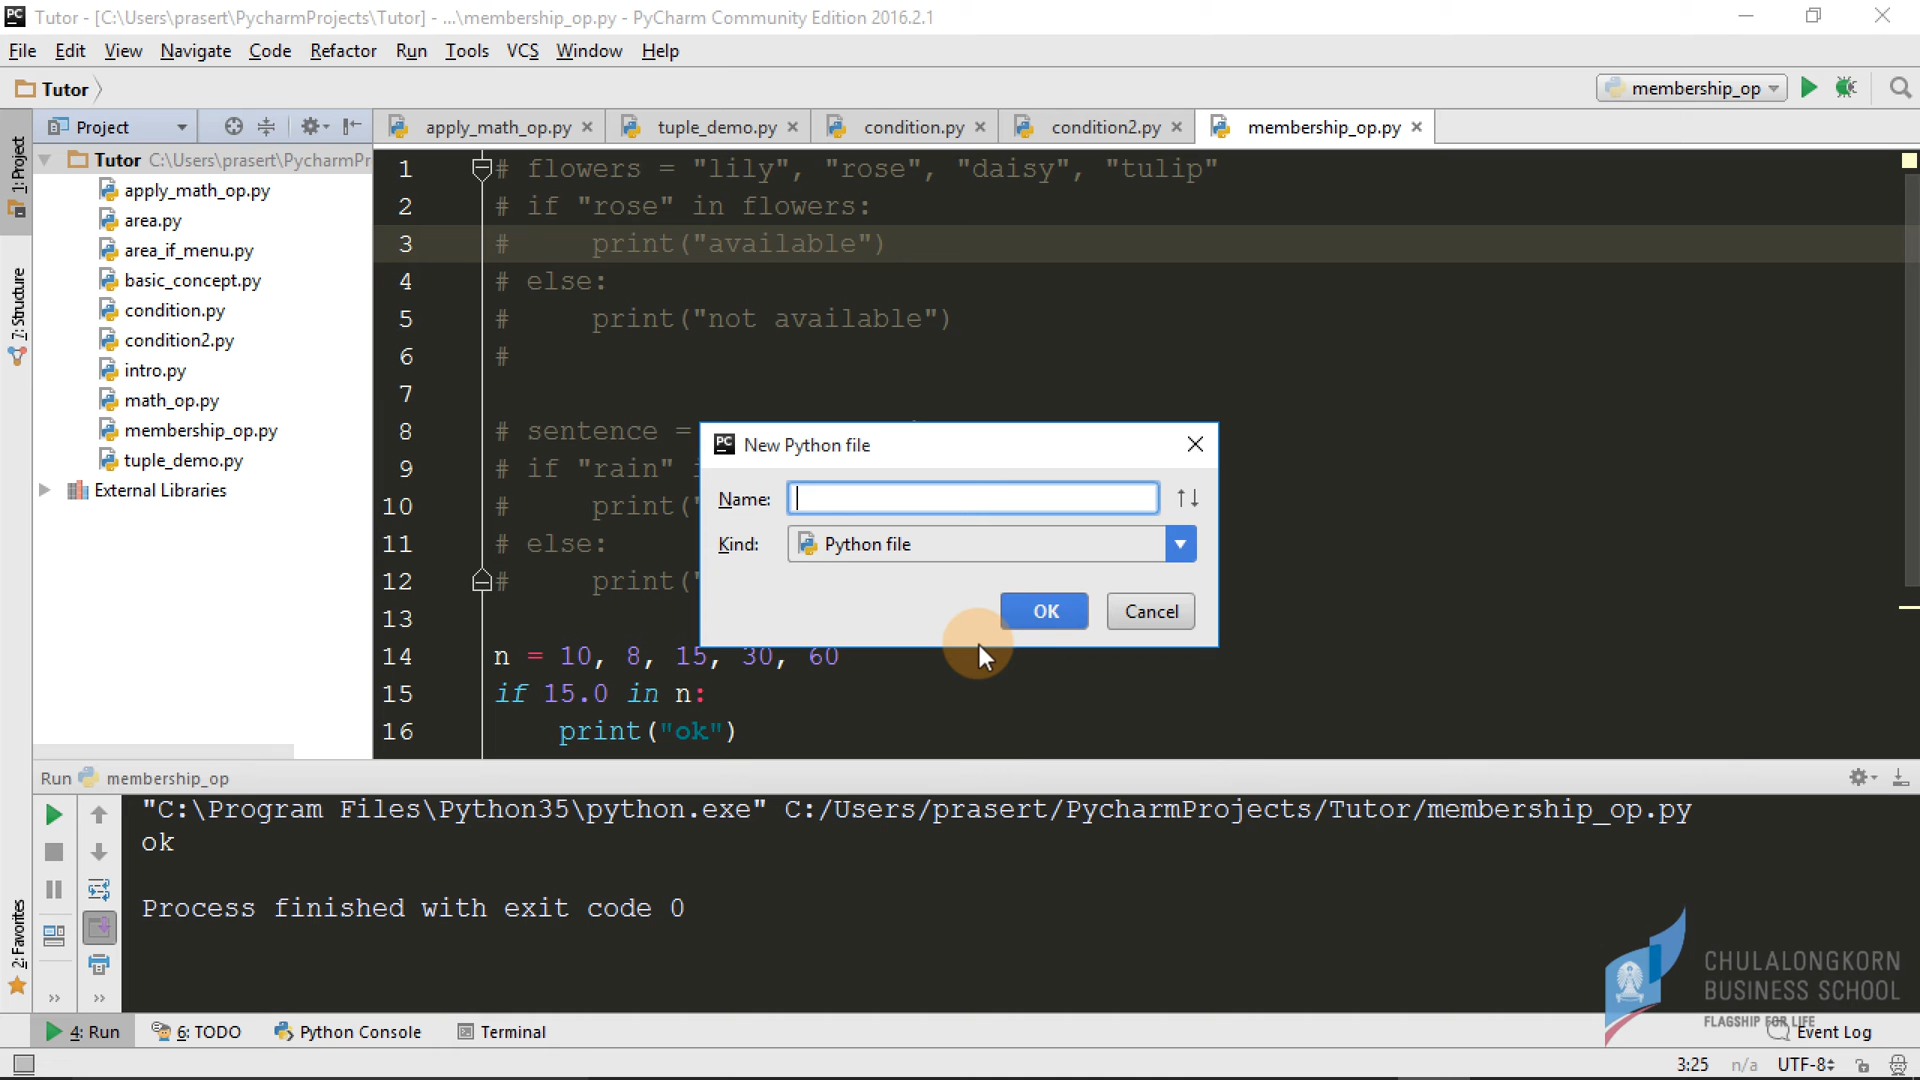 Tutor - [C:\Users\prasert\PycharmProjects\Tutor] - ...\membership_op.py - PyCharm Community Edition 2016.2.1
File Edit View Navigate Code Refactor Run Tools VCS Window Help
Tutor
membership_op
Project
apply_math_op.py
tuple_demo.py
condition.py
condition2.py
membership_op.py
1: Project
7: Structure
2: Favorites
Tutor C:\Users\prasert\PycharmPr
apply_math_op.py
area.py
area_if_menu.py
basic_concept.py
condition.py
condition2.py
intro.py
math_op.py
membership_op.py
tuple_demo.py
External Libraries
1 # flowers = "lily", "rose", "daisy", "tulip"
2 # if "rose" in flowers:
3 #     print("available")
4 # else:
5 #     print("not available")
6 #
7
8 # sentence =
9 # if "rain"
10 #     print("
11 # else:
12 #     print("
13
14 n = 10, 8, 15, 30, 60
15 if 15.0 in n:
16     print("ok")
PC New Python file
Name:
Kind: Python file
OK Cancel
Run membership_op
"C:\Program Files\Python35\python.exe" C:/Users/prasert/PycharmProjects/Tutor/membership_op.py
ok
Process finished with exit code 0
CHULALONGKORN
BUSINESS SCHOOL
FLAGSHIP FOR LIFE
4: Run 6: TODO Python Console Terminal Event Log
3:25 n/a UTF-8